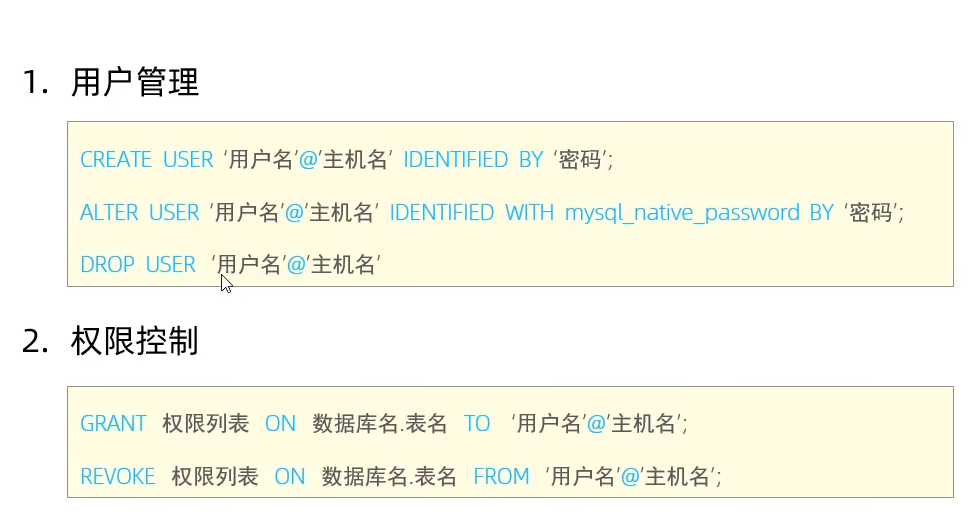 1. 用户管理
CREATE USER '用户名'@'主机名' IDENTIFIED BY '密码';
ALTER USER '用户名'@'主机名' IDENTIFIED WITH mysql_native_password BY '密码';
DROP USER '用户名'@'主机名'
2. 权限控制
GRANT 权限列表 ON 数据库名.表名 TO '用户名'@'主机名';
REVOKE 权限列表 ON 数据库名.表名 FROM '用户名'@'主机名';